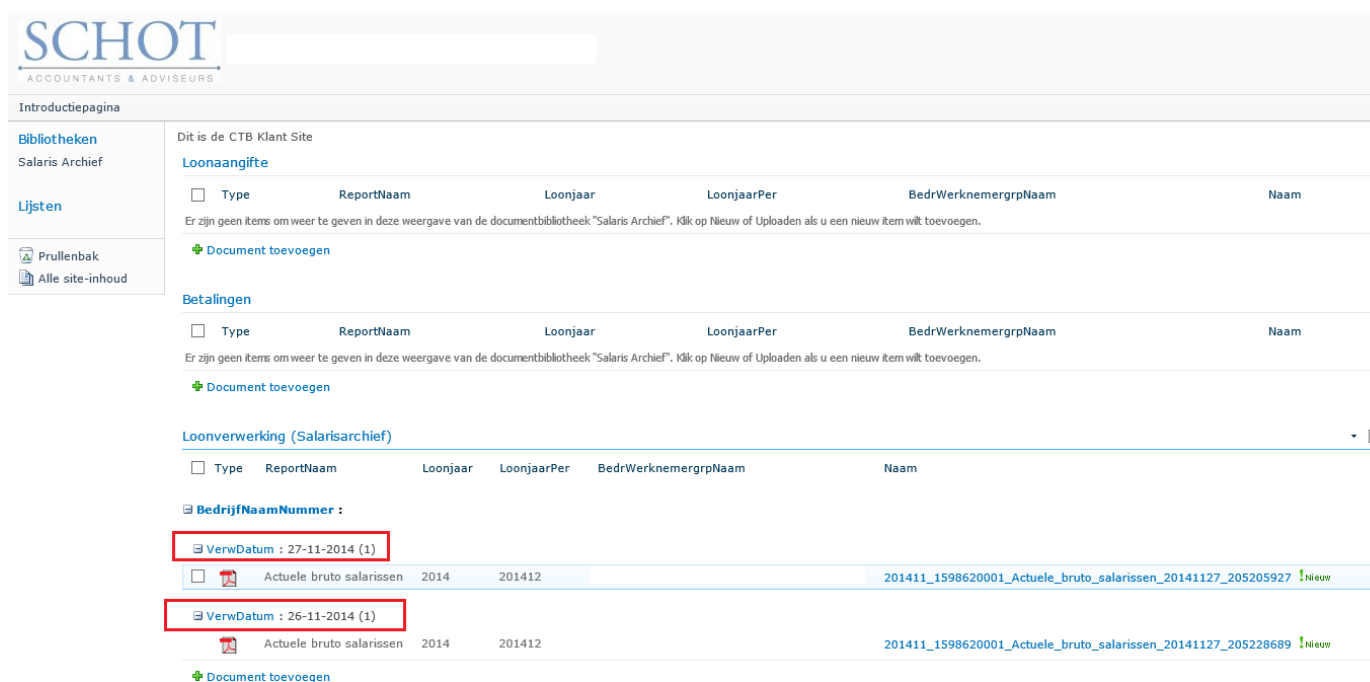 SCHOT
ACCOUNTANTS & ADVISEURS
Introductiepagina
Bibliotheken
Salaris Archief
Lijsten
Prullenbak
Alle site-inhoud
Dit is de CTB Klant Site
Loonaangifte
Type ReportNaam Loonjaar LoonjaarPer BedrWerknemergrpNaam Naam
Er zijn geen items om weer te geven in deze weergave van de documentbibliotheek "Salaris Archief". Klik op Nieuw of Uploaden als u een nieuw item wilt toevoegen.
Document toevoegen
Betalingen
Type ReportNaam Loonjaar LoonjaarPer BedrWerknemergrpNaam Naam
Er zijn geen items om weer te geven in deze weergave van de documentbibliotheek "Salaris Archief". Klik op Nieuw of Uploaden als u een nieuw item wilt toevoegen.
Document toevoegen
Loonverwerking (Salarisarchief)
Type ReportNaam Loonjaar LoonjaarPer BedrWerknemergrpNaam Naam
BedrijfNaamNummer :
VerwDatum : 27-11-2014 (1)
Actuele bruto salarissen 2014 201412 201411_1598620001_Actuele_bruto_salarissen_20141127_205205927 ! Nieuw
VerwDatum : 26-11-2014 (1)
Actuele bruto salarissen 2014 201412 201411_1598620001_Actuele_bruto_salarissen_20141127_205228689 ! Nieuw
Document toevoegen